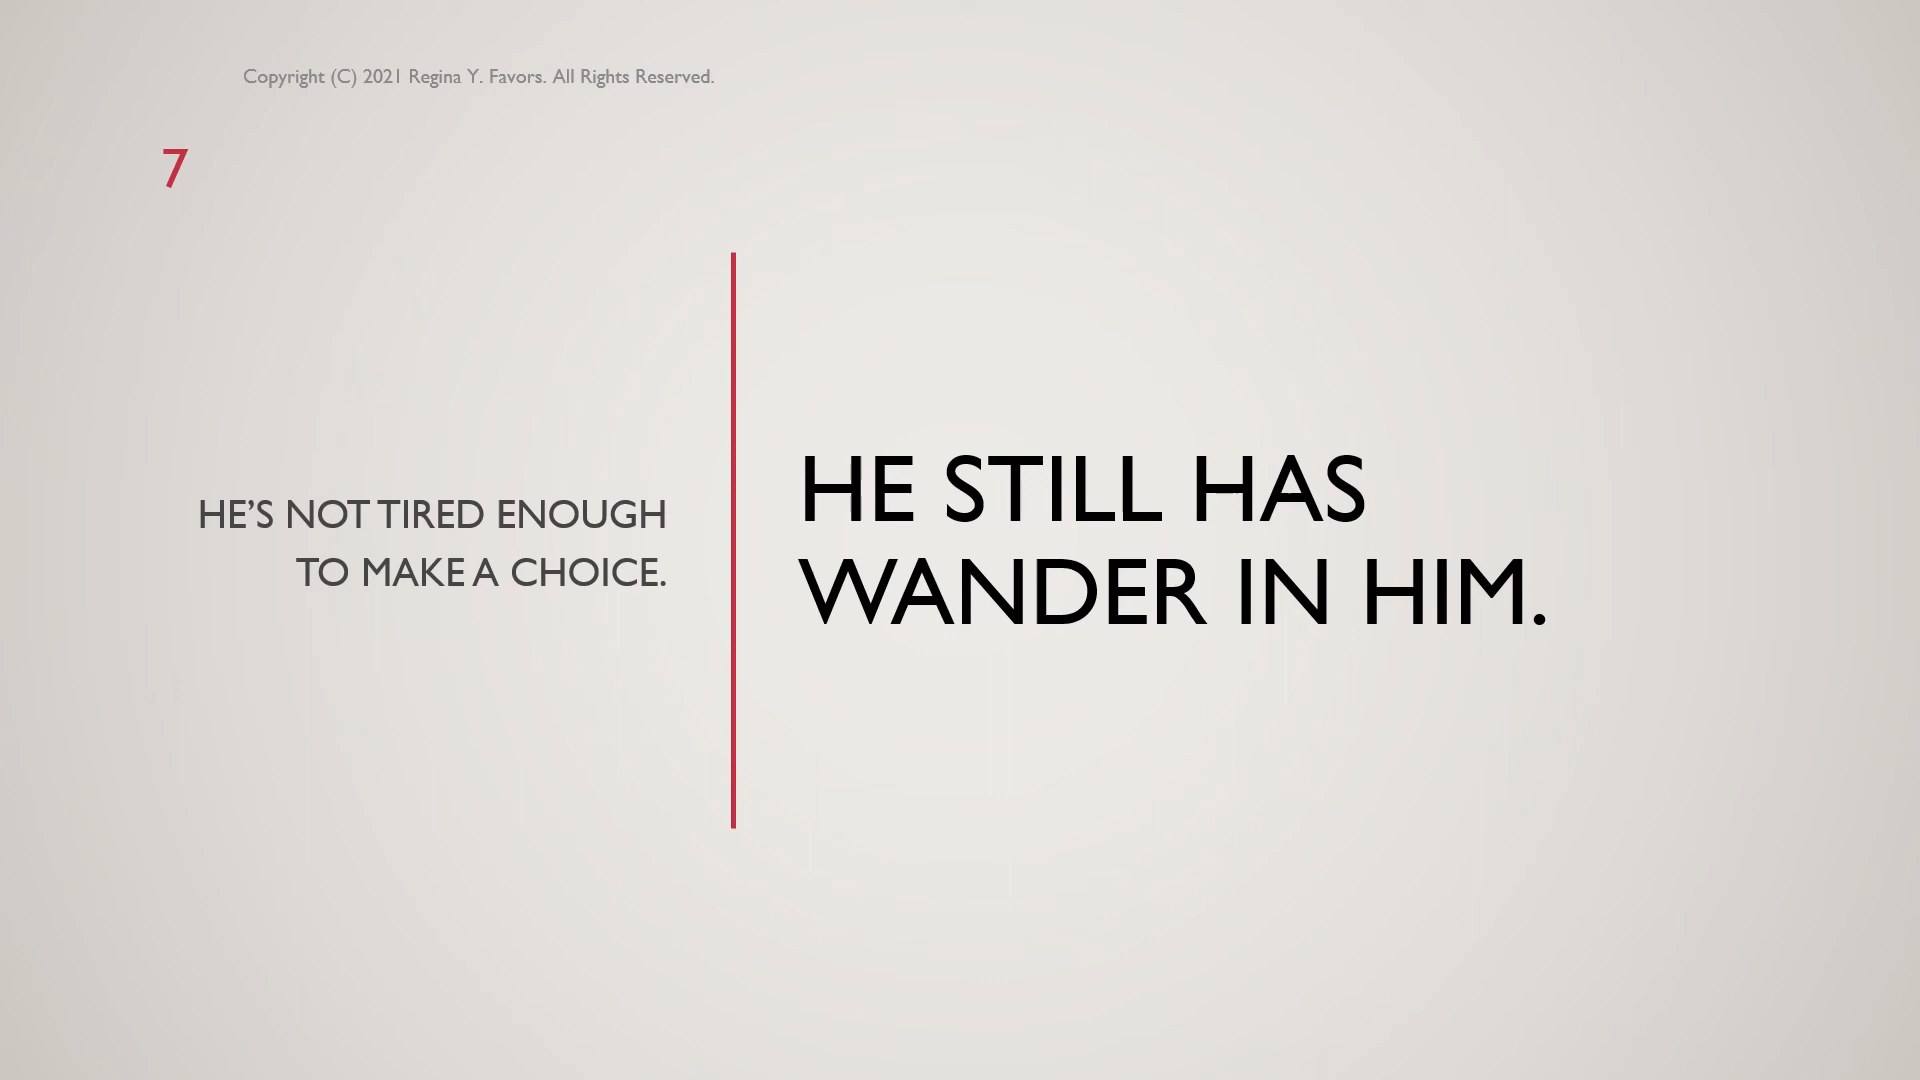 Copyright (C) 2021 Regina Y. Favors. All Rights Reserved.
7
HE’S NOT TIRED ENOUGH
TO MAKE A CHOICE.
HE STILL HAS
WANDER IN HIM.